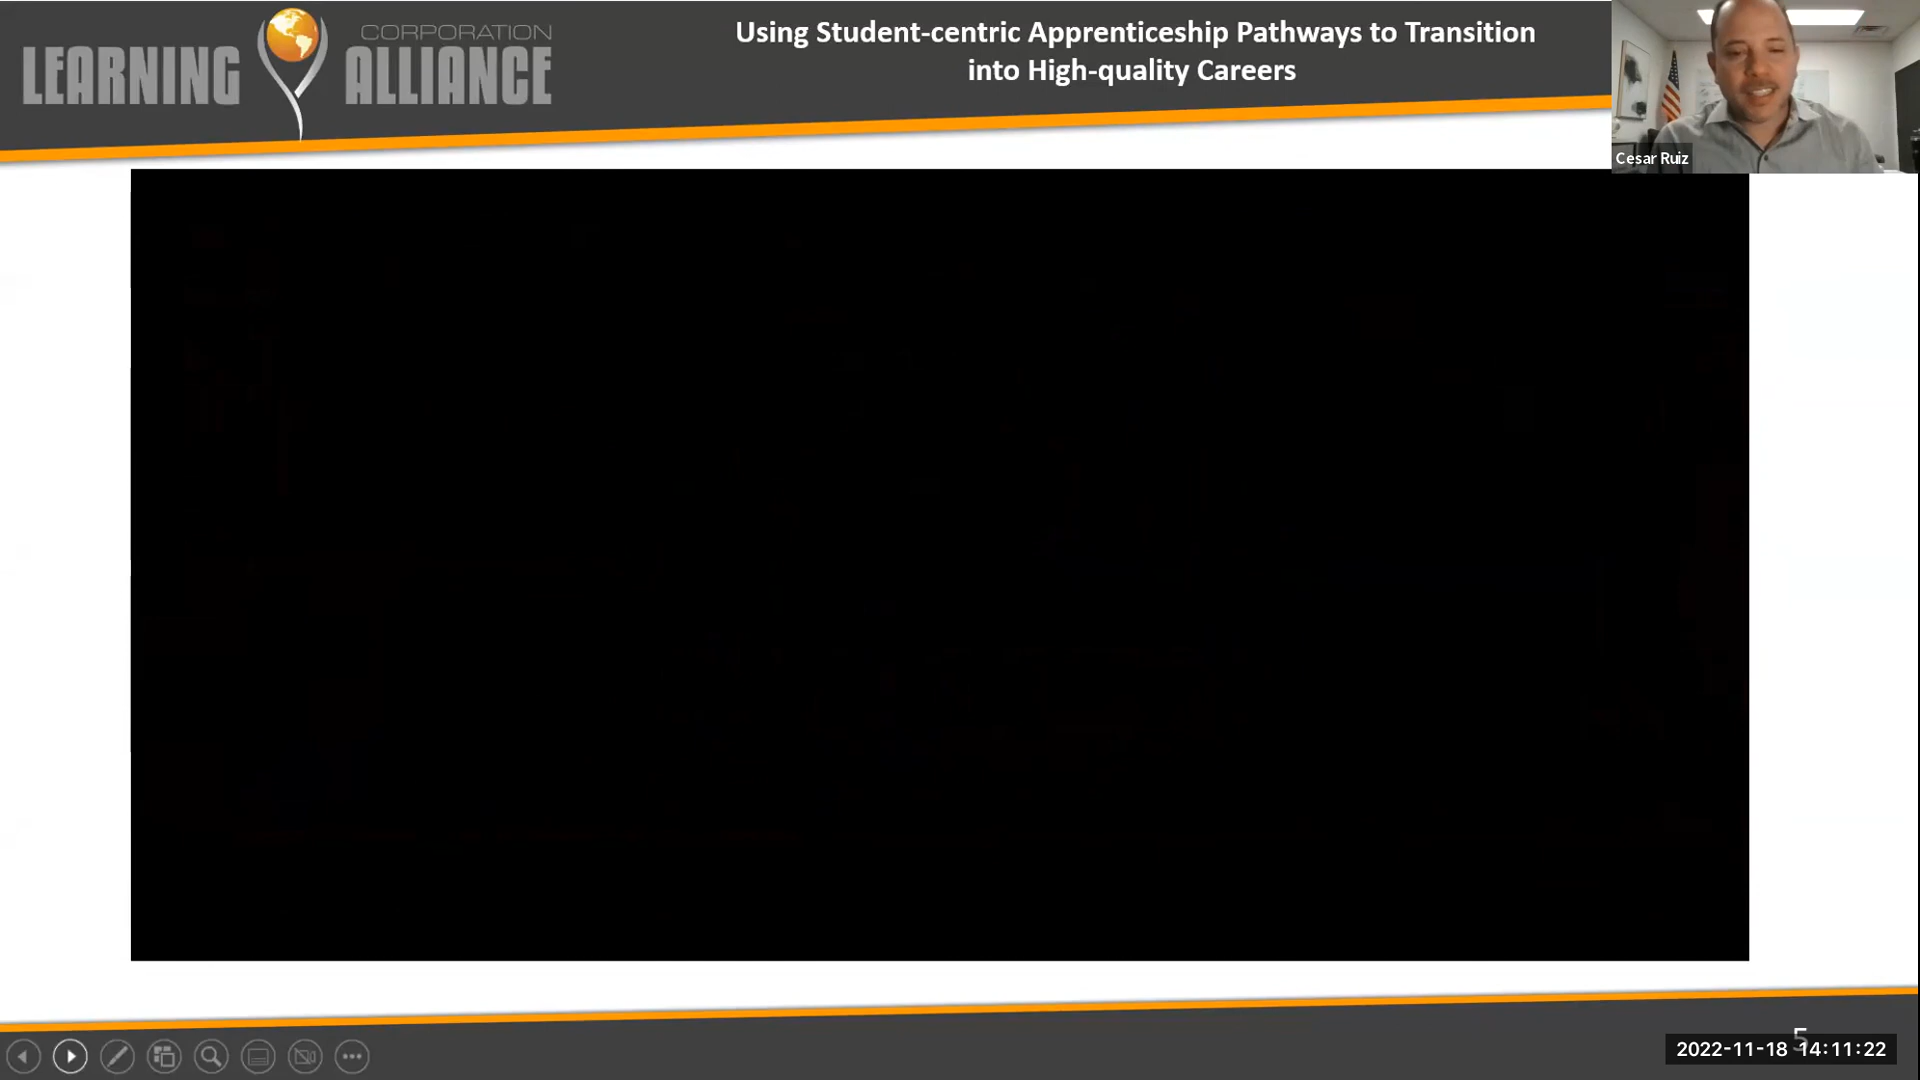 LEARNING CORPORATION ALLIANCE
Using Student-centric Apprenticeship Pathways to Transition
into High-quality Careers
Cesar Ruiz
5
2022-11-18 14:11:22